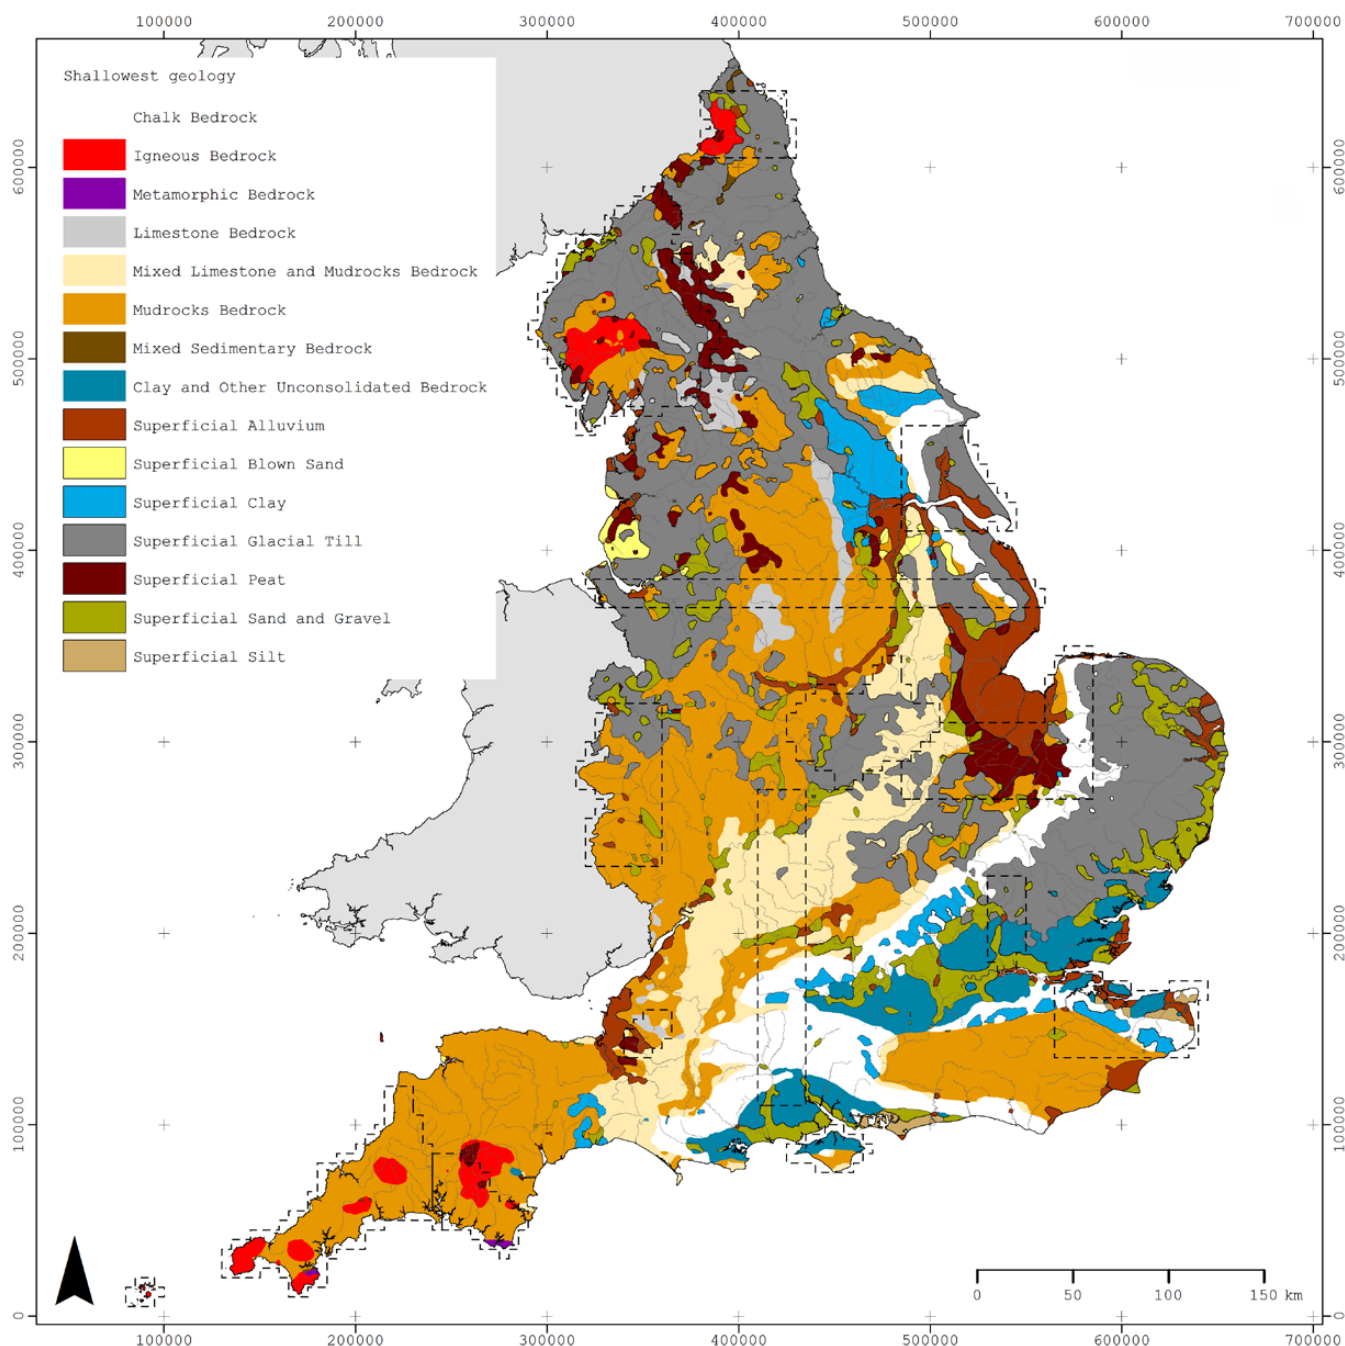 100000 200000 300000 400000 500000 600000 700000
Shallowest geology
Chalk Bedrock
Igneous Bedrock
Metamorphic Bedrock
Limestone Bedrock
Mixed Limestone and Mudrocks Bedrock
Mudrocks Bedrock
Mixed Sedimentary Bedrock
Clay and Other Unconsolidated Bedrock
Superficial Alluvium
Superficial Blown Sand
Superficial Clay
Superficial Glacial Till
Superficial Peat
Superficial Sand and Gravel
Superficial Silt
600000
500000
400000
300000
200000
100000
0
600000
500000
400000
300000
200000
100000
0
0 50 100 150 km
100000 200000 300000 400000 500000 600000 700000